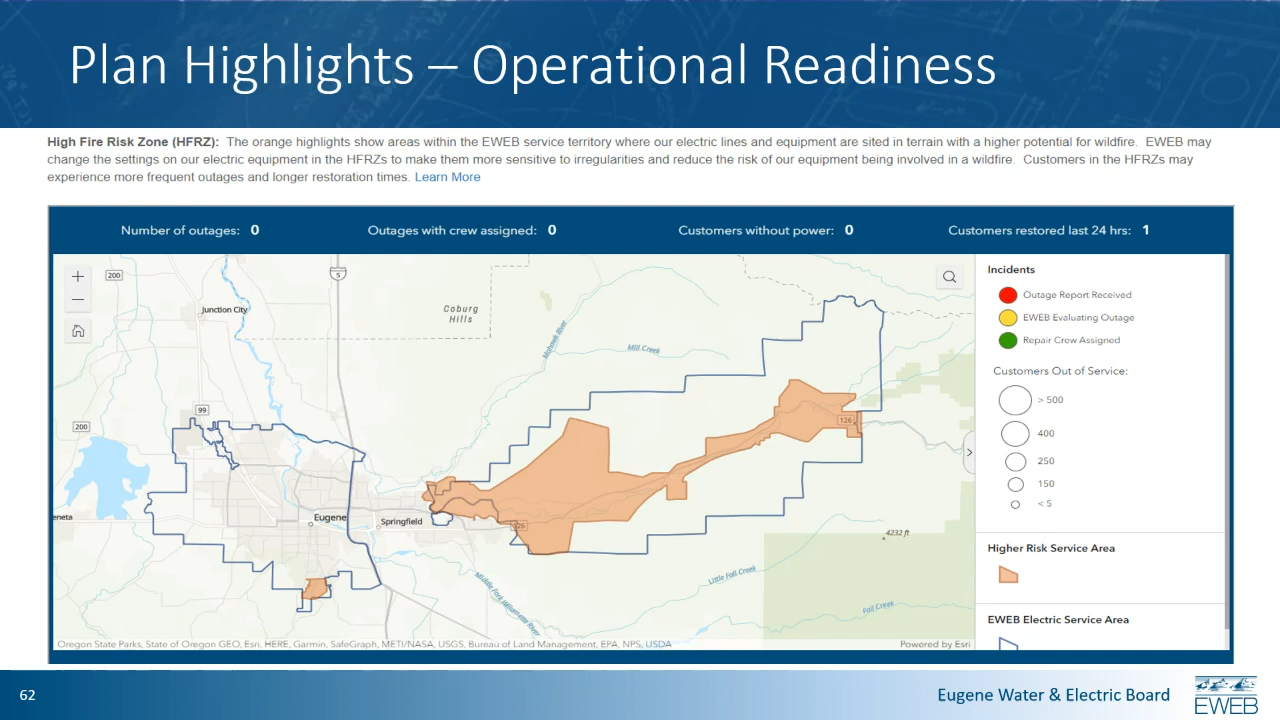 Plan Highlights – Operational Readiness
High Fire Risk Zone (HFRZ): The orange highlights show areas within the EWEB service territory where our electric lines and equipment are sited in terrain with a higher potential for wildfire. EWEB may
change the settings on our electric equipment in the HFRZs to make them more sensitive to irregularities and reduce the risk of our equipment being involved in a wildfire. Customers in the HFRZs may
experience more frequent outages and longer restoration times. Learn More
Number of outages: 0
Outages with crew assigned: 0
Customers without power: 0
Customers restored last 24 hrs: 1
+
−
200
5
Junction City
Coburg
Hills
Mohawk River
Mill Creek
99
200
126
eneta
Eugene
Springfield
126
4232 ft
Middle Fork Willamette River
Little Fall Creek
Fall Creek
Oregon State Parks, State of Oregon GEO, Esri, HERE, Garmin, SafeGraph, METI/NASA, USGS, Bureau of Land Management, EPA, NPS, USDA
Powered by Esri
Incidents
Outage Report Received
EWEB Evaluating Outage
Repair Crew Assigned
Customers Out of Service:
> 500
400
250
150
< 5
Higher Risk Service Area
EWEB Electric Service Area
62
Eugene Water & Electric Board
EWEB